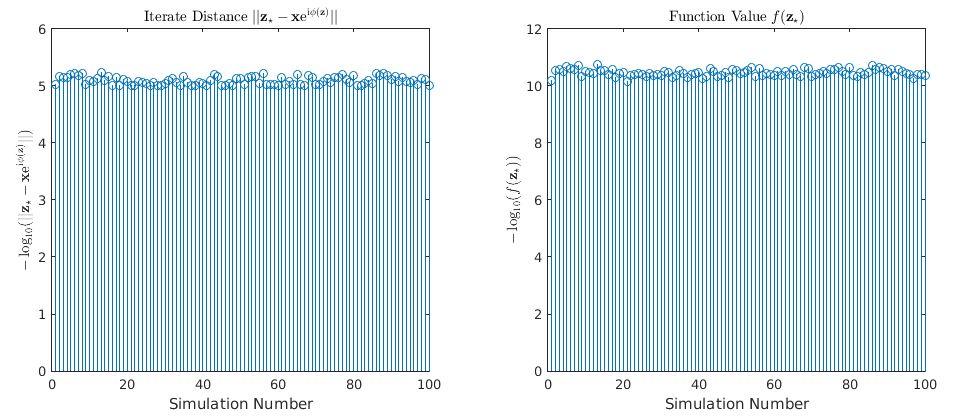 Iterate Distance ||z⋆ − xe^{iϕ(z)}||
− log₁₀(||z⋆ − xe^{iϕ(z)}||)
6
5
4
3
2
1
0
0 20 40 60 80 100
Simulation Number
Function Value f(z⋆)
− log₁₀(f(z⋆))
12
10
8
6
4
2
0
0 20 40 60 80 100
Simulation Number